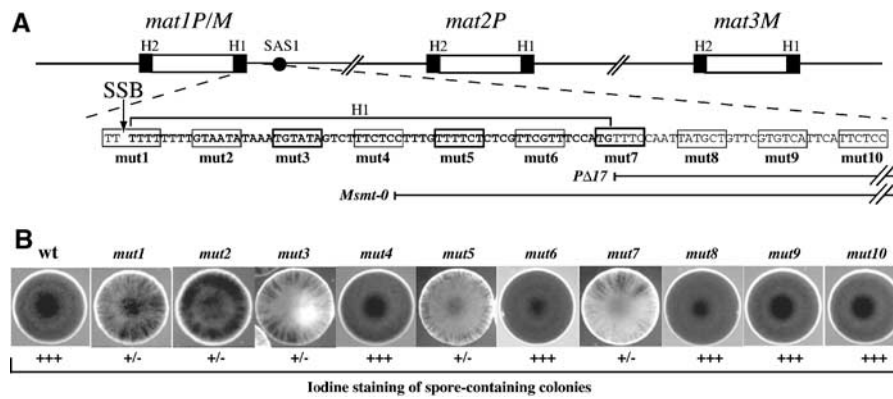 A
mat1P/M mat2P mat3M
H2 H1 SAS1 H2 H1 H2 H1
SSB
H1
TT TTTTTTTTGTAATATAAATGTATAGTCTTTCTCCTTTGTTTTCTCTCGTTCGTTTCCATGTTTCCAATTATGCTGTTCGTGTCATTCATTCTCC
mut1 mut2 mut3 mut4 mut5 mut6 mut7 mut8 mut9 mut10
PΔ17
Msmt-0
B
wt mut1 mut2 mut3 mut4 mut5 mut6 mut7 mut8 mut9 mut10
+++ +/- +/- +/- +++ +/- +++ +/- +++ +++ +++
Iodine staining of spore-containing colonies